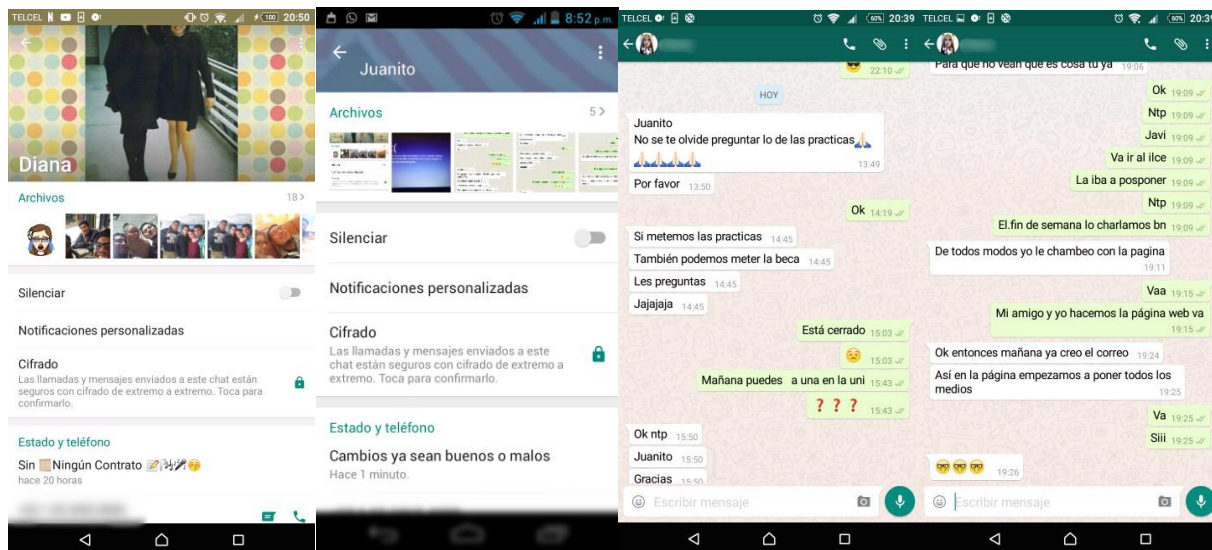 TELCEL 100 20:50
Diana
Archivos 18 >
Silenciar
Notificaciones personalizadas
Cifrado
Las llamadas y mensajes enviados a este chat están
seguros con cifrado de extremo a extremo. Toca para
confirmarlo.
Estado y teléfono
Sin Ningún Contrato
hace 20 horas
8:52 p.m.
Juanito
Archivos 5 >
Silenciar
Notificaciones personalizadas
Cifrado
Las llamadas y mensajes enviados a este
chat están seguros con cifrado de extremo a
extremo. Toca para confirmarlo.
Estado y teléfono
Cambios ya sean buenos o malos
Hace 1 minuto.
TELCEL 60% 20:39
22:10
HOY
Juanito
No se te olvide preguntar lo de las practicas🙏🏻
🙏🏻🙏🏻🙏🏻🙏🏻 13:49
Por favor 13:50
Ok 14:19
Si metemos las practicas 14:45
También podemos meter la beca 14:45
Les preguntas 14:45
Jajajaja 14:45
Está cerrado 15:03
😣 15:03
Mañana puedes a una en la uni 15:43
❓❓❓ 15:43
Ok ntp 15:50
Juanito 15:50
Gracias 15:50
Escribir mensaje
TELCEL 60% 20:39
Para que no vean que es cosa tu ya 19:06
Ok 19:09
Ntp 19:09
Javi 19:09
Va ir al ilce 19:09
La iba a posponer 19:09
Ntp 19:09
El.fin de semana lo charlamos bn 19:09
De todos modos yo le chambeo con la pagina
19:11
Vaa 19:15
Mi amigo y yo hacemos la página web va
19:15
Ok entonces mañana ya creo el correo 19:24
Así en la página empezamos a poner todos los
medios 19:25
Va 19:25
Siii 19:25
🤓🤓🤓 19:26
Escribir mensaje